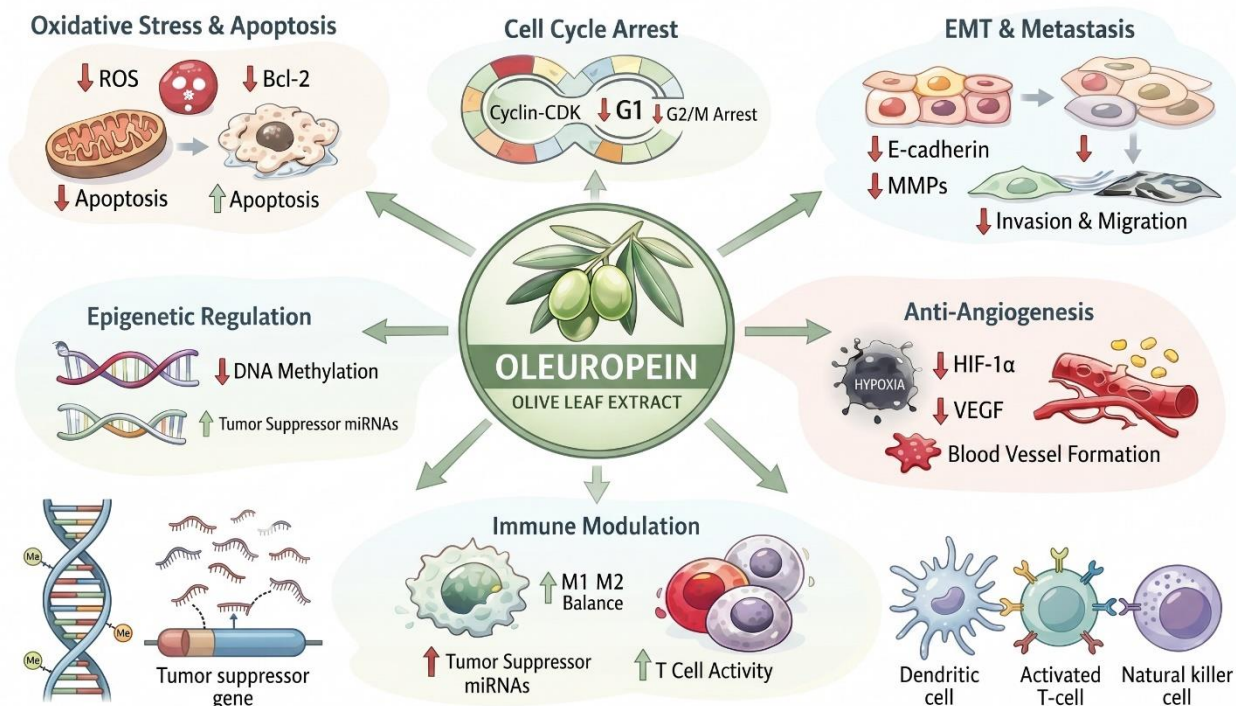 Oxidative Stress & Apoptosis
ROS
Bcl-2
Apoptosis
Apoptosis
Cell Cycle Arrest
Cyclin-CDK
G1
G2/M Arrest
EMT & Metastasis
E-cadherin
MMPs
Invasion & Migration
Epigenetic Regulation
DNA Methylation
Tumor Suppressor miRNAs
OLEUROPEIN
OLIVE LEAF EXTRACT
Anti-Angiogenesis
HYPOXIA
HIF-1α
VEGF
Blood Vessel Formation
Me
Me
Me
Tumor suppressor
gene
Immune Modulation
M1 M2
Balance
Tumor Suppressor
miRNAs
T Cell Activity
Dendritic
cell
Activated
T-cell
Natural killer
cell